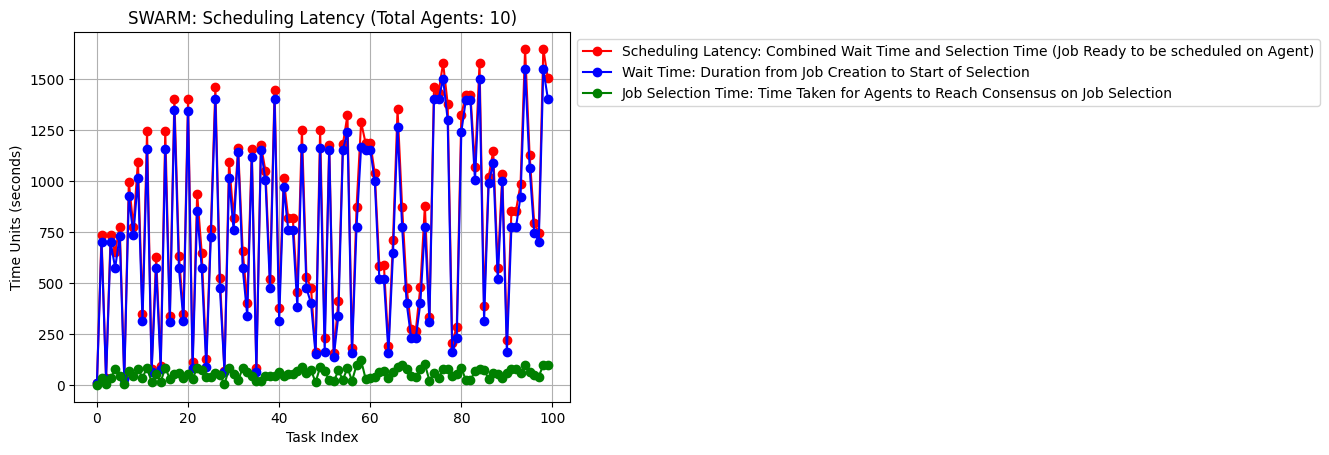 SWARM: Scheduling Latency (Total Agents: 10)
Scheduling Latency: Combined Wait Time and Selection Time (Job Ready to be scheduled on Agent)
Wait Time: Duration from Job Creation to Start of Selection
Job Selection Time: Time Taken for Agents to Reach Consensus on Job Selection
Time Units (seconds)
1500
1250
1000
750
500
250
0
0 20 40 60 80 100
Task Index